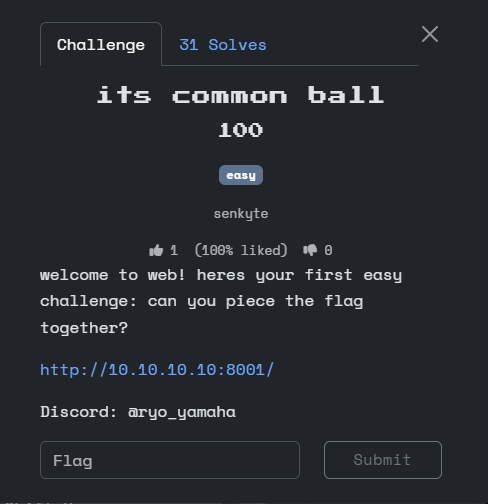 Challenge
31 Solves
its common ball
100
easy
senkyte
1 (100% liked) 0
welcome to web! heres your first easy
challenge: can you piece the flag
together?
http://10.10.10.10:8001/
Discord: @ryo_yamaha
Flag
Submit